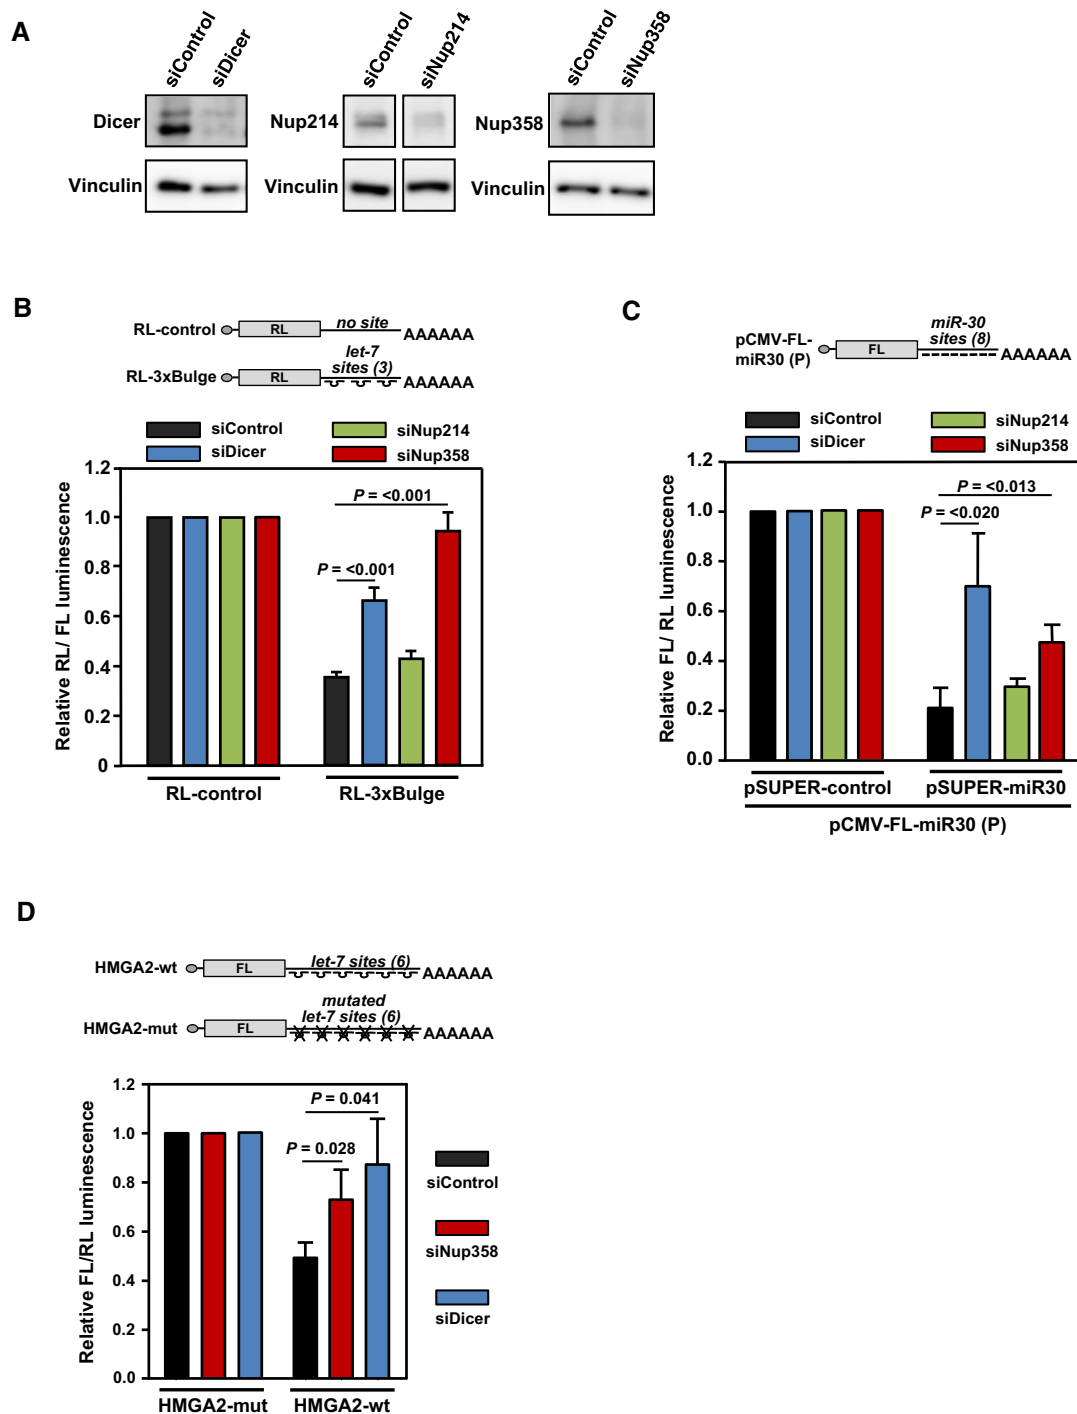 A
siControl
siDicer
siControl
siNup214
siControl
siNup358
Dicer
Nup214
Nup358
Vinculin
Vinculin
Vinculin
B
RL-control
RL
no site
AAAAAA
RL-3xBulge
RL
let-7
sites (3)
AAAAAA
siControl
siNup214
siDicer
siNup358
Relative RL/ FL luminescence
1.2
1.0
0.8
0.6
0.4
0.2
0
P = <0.001
P = <0.001
RL-control
RL-3xBulge
C
pCMV-FL-
miR30 (P)
FL
miR-30
sites (8)
AAAAAA
siControl
siNup214
siDicer
siNup358
Relative FL/ RL luminescence
1.2
1.0
0.8
0.6
0.4
0.2
0.0
P = <0.013
P = <0.020
pSUPER-control
pSUPER-miR30
pCMV-FL-miR30 (P)
D
HMGA2-wt
FL
let-7 sites (6)
AAAAAA
HMGA2-mut
FL
mutated
let-7 sites (6)
AAAAAA
Relative FL/RL luminescence
1.2
1.0
0.8
0.6
0.4
0.2
0.0
P = 0.041
P = 0.028
HMGA2-mut
HMGA2-wt
siControl
siNup358
siDicer